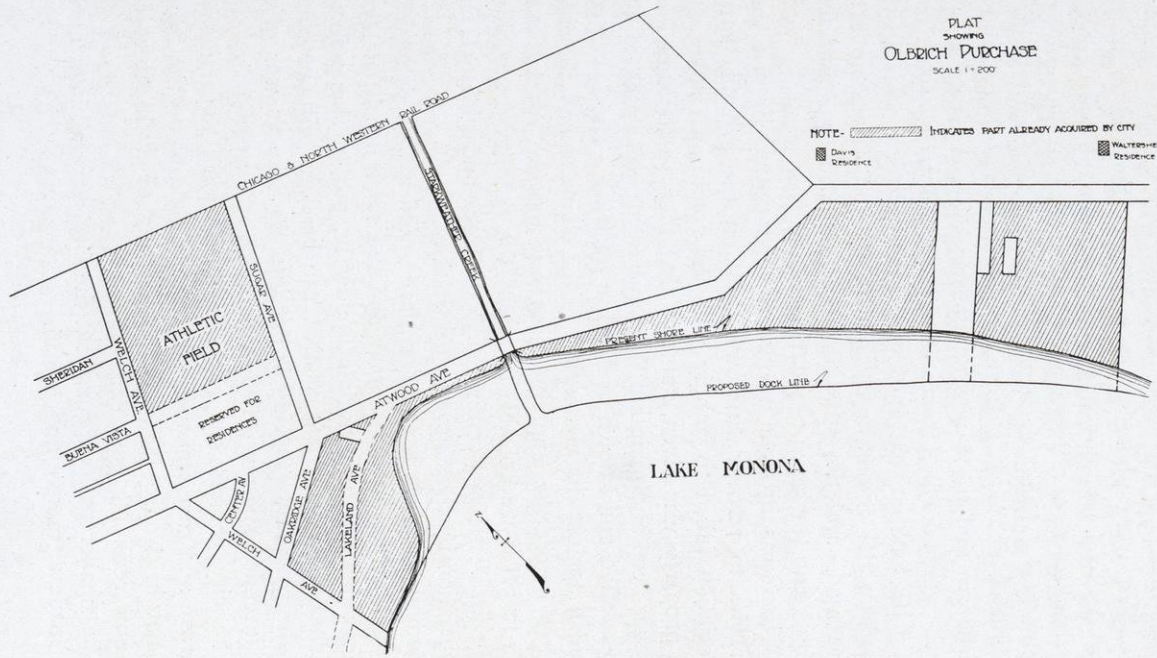 PLAT
SHOWING
OLBRICH PURCHASE
SCALE 1 = 200'
NOTE- INDICATES PART ALREADY ACQUIRED BY CITY
DAVIS
RESIDENCE
RESIDENCE
CHICAGO & NORTH WESTERN RAIL ROAD
STARKWEATHER CREEK
SUGAR AVE
ATHLETIC
FIELD
WELCH AVE
SHERIDAN
BUENA VISTA
RESERVED FOR
RESIDENCES
ATWOOD AVE
PRESENT SHORE LINE
PROPOSED DOCK LINE
LAKE MONONA
CENTER AV
OAKRIDGE AVE
LAKELAND AVE
WELCH AVE
N